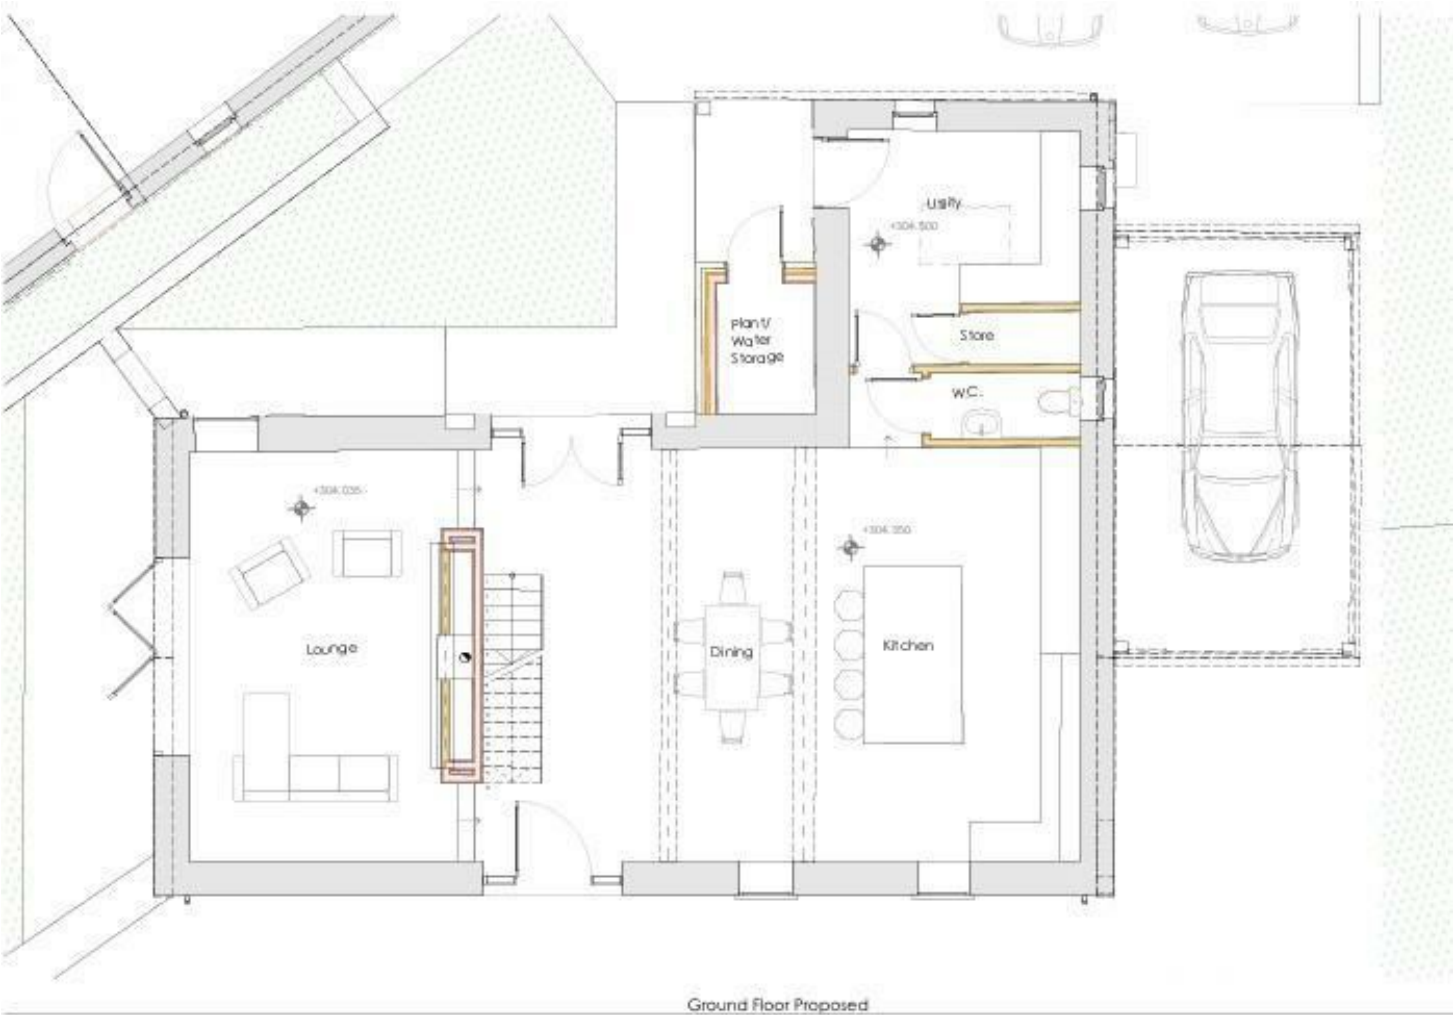 Utility
+304.500
Plant/
Water
Storage
Store
W.C.
+304.035
+304.350
Lounge
Dining
Kitchen
Ground Floor Proposed